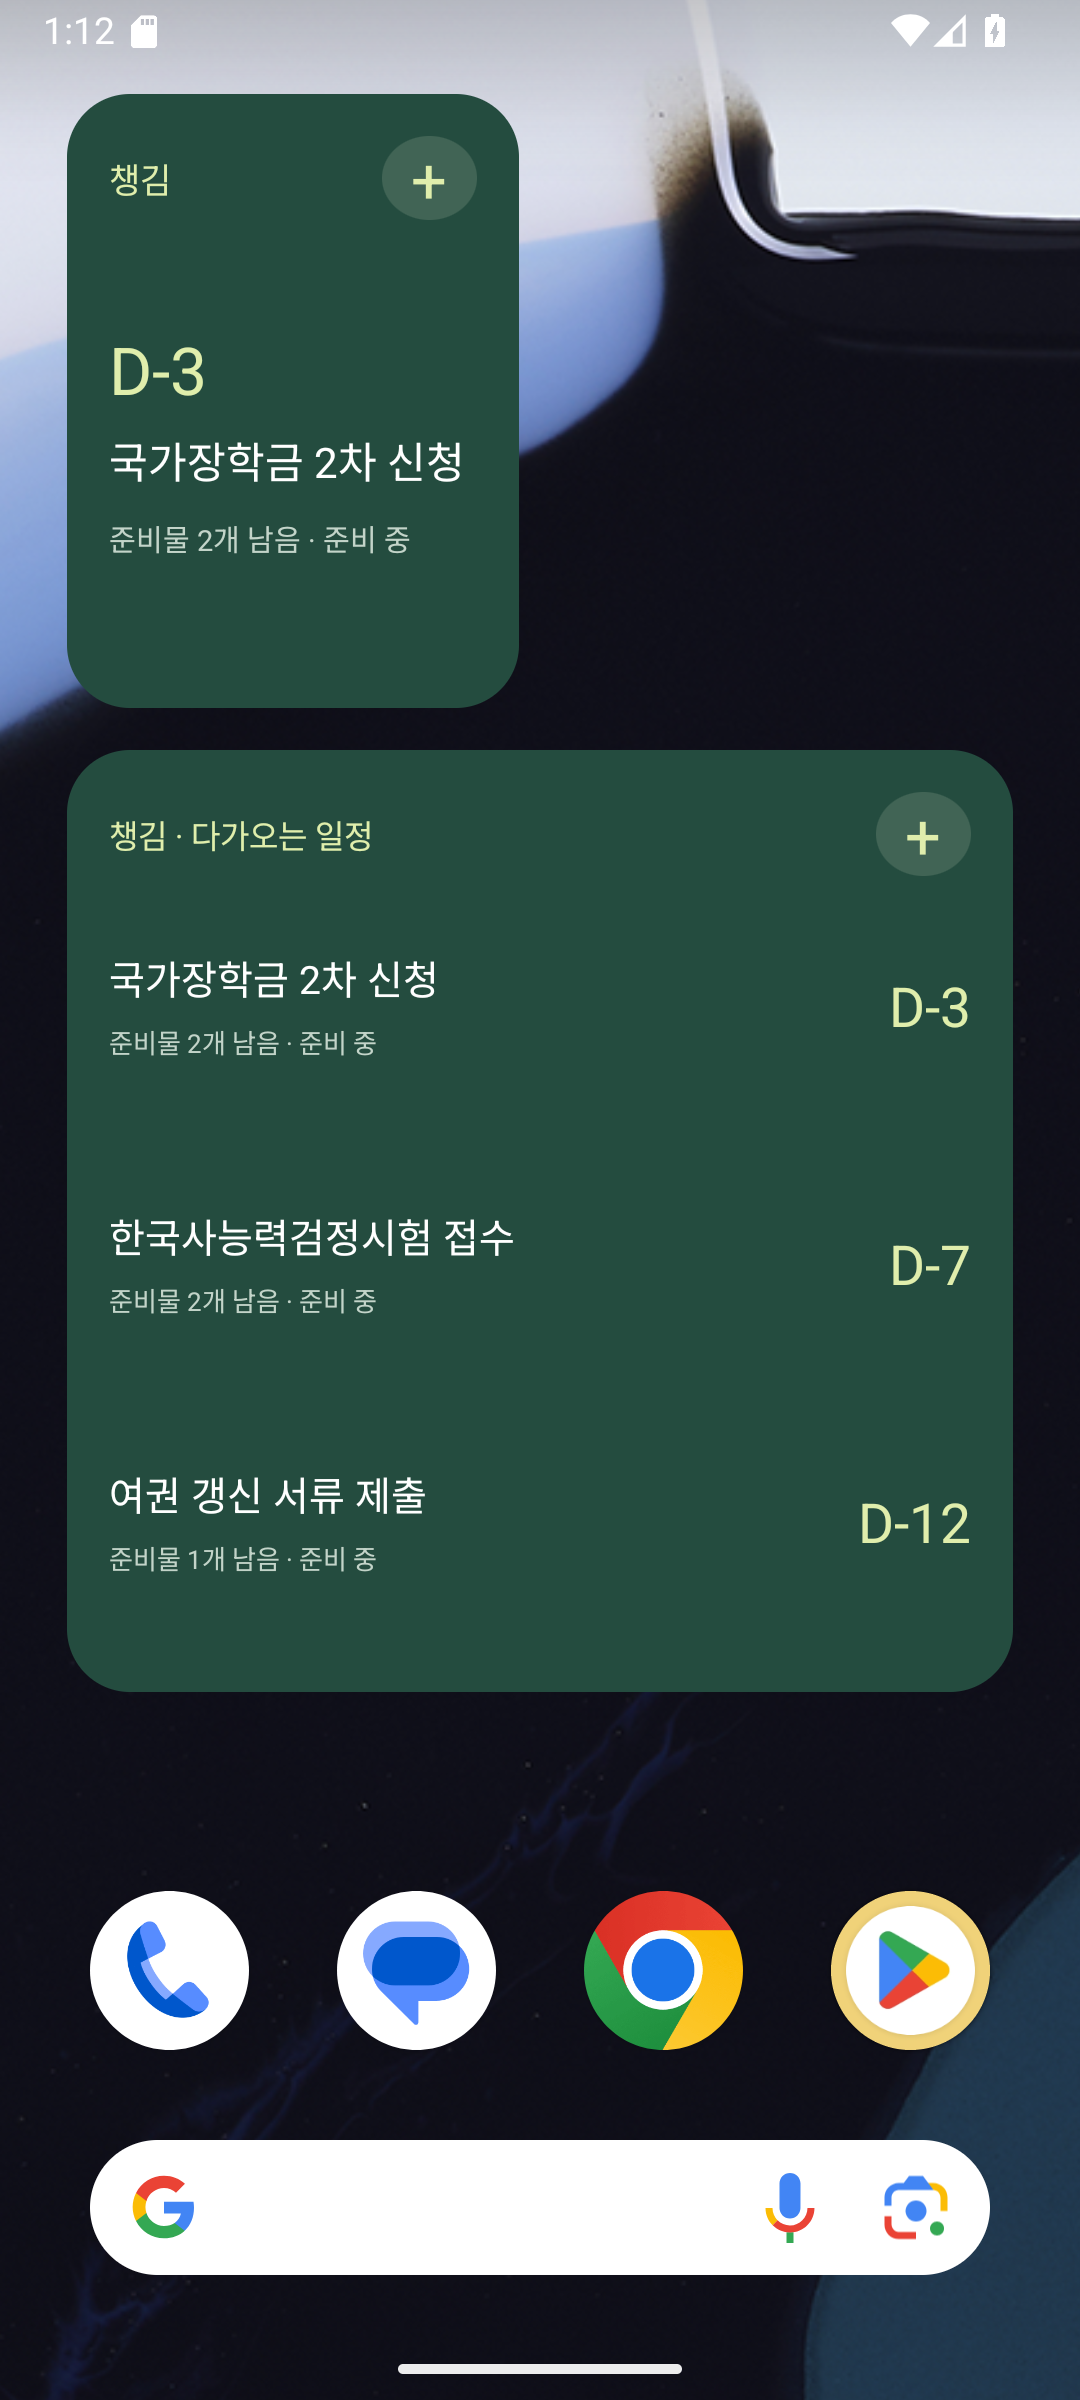 1:12
챙김
+
D-3
국가장학금 2차 신청
준비물 2개 남음 · 준비 중
챙김 · 다가오는 일정
+
국가장학금 2차 신청
D-3
준비물 2개 남음 · 준비 중
한국사능력검정시험 접수
D-7
준비물 2개 남음 · 준비 중
여권 갱신 서류 제출
D-12
준비물 1개 남음 · 준비 중